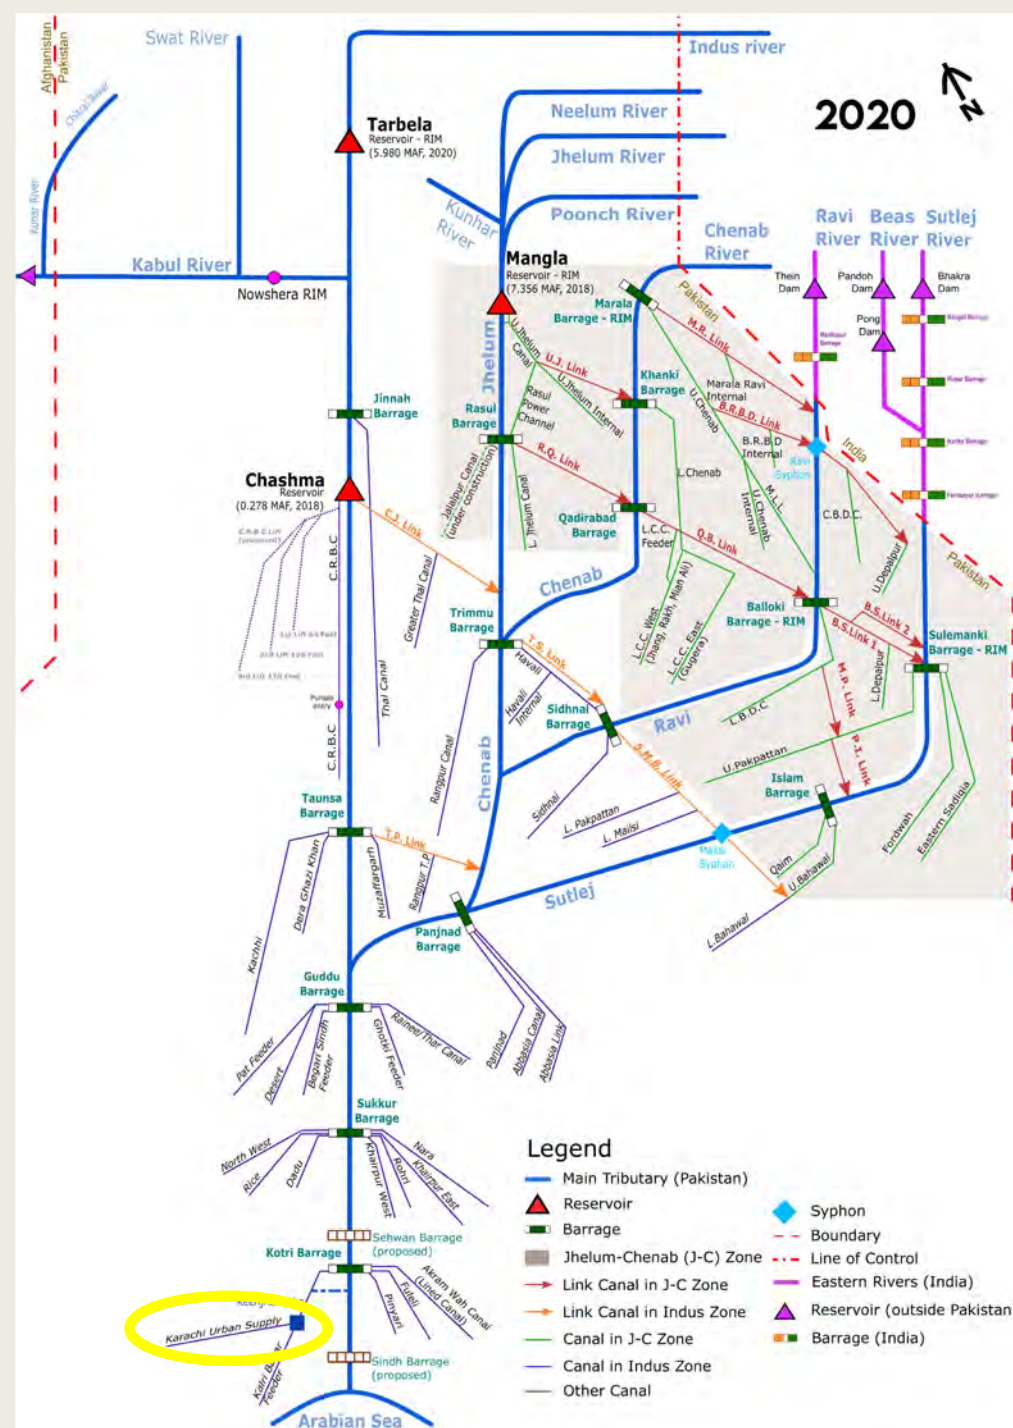 Afghanistan
Pakistan
Swat River
Chitral River
Kunar River
Kabul River
Nowshera RIM
Tarbela
Reservoir - RIM
(5.980 MAF, 2020)
Indus river
Neelum River
Jhelum River
Poonch River
Kunhar
River
Chenab
River
2020
N
Ravi
River
Beas
River
Sutlej
River
Mangla
Reservoir - RIM
(7.356 MAF, 2018)
Thein
Dam
Pandoh
Dam
Bhakra
Dam
Pong
Dam
Marala
Barrage - RIM
Pakistan
India
Pakistan
M.R. Link
Marala Ravi
Internal
U.Jhelum
Canal
U.J. Link
U.Jhelum Internal
Rasul
Power
Channel
Khanki
Barrage
U.Chenab
B.R.B.D. Link
B.R.B.D
Internal
Ravi
Syphon
Jhelum
Jinnah
Barrage
Rasul
Barrage
R.Q. Link
L.Chenab
M.L.L
U.Chenab
Internal
C.B.D.C.
U.Depalpur
Chashma
Reservoir
(0.278 MAF, 2018)
C.J. Link
Jalalpur Canal
(under construction)
L. Jhelum Canal
Qadirabad
Barrage
L.C.C.
Feeder
Q.B. Link
C.R.B.C
Greater Thal Canal
Chenab
Trimmu
Barrage
T.S. Link
L.C.C. West
(Jhang, Rakh, Mian Ali)
L.C.C. East
(Gugera)
Balloki
Barrage - RIM
B.S.Link 2
B.S.Link 1
Sulemanki
Barrage - RIM
Thal Canal
Punjab
entry
C.R.B.C
Havali
Havali
Internal
Sidhnai
Barrage
Ravi
L.B.D.C
M.P. Link
L.Depalpur
U.Pakpattan
P.I. Link
Rangpur Canal
Chenab
Sidhnai
S.M.B. Link
L. Pakpattan
L. Mailsi
Islam
Barrage
Taunsa
Barrage
T.P. Link
Mailsi
Syphon
Qaim
U.Bahawal
Fordwah
Eastern Sadiqia
Kachhi
Dera Ghazi Khan
Muzaffargarh
Rangpur T.P
Sutlej
Panjnad
Barrage
L.Bahawal
Guddu
Barrage
Pat Feeder
Desert
Begari Sindh
Feeder
Ghotki Feeder
Rainee/Thar Canal
Panjnad
Abbasia Canal
Abbasia Link
Sukkur
Barrage
North West
Rice
Dadu
Khairpur West
Rohri
Khairpur East
Nara
Sehwan Barrage
(proposed)
Kotri Barrage
Pinyari
Fuleli
Akram Wah Canal
(Lined Canal)
Karachi Urban Supply
Feeder
Sindh Barrage
(proposed)
Arabian Sea
Legend
Main Tributary (Pakistan)
Reservoir
Barrage
Jhelum-Chenab (J-C) Zone
Link Canal in J-C Zone
Link Canal in Indus Zone
Canal in J-C Zone
Canal in Indus Zone
Other Canal
Syphon
Boundary
Line of Control
Eastern Rivers (India)
Reservoir (outside Pakistan
Barrage (India)